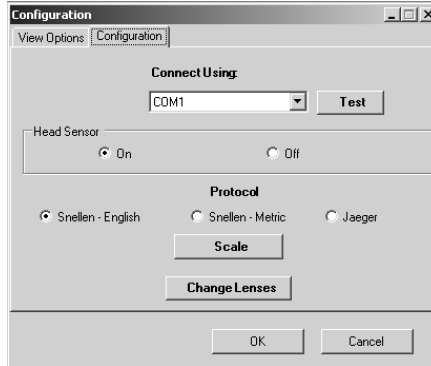 Configuration
View Options Configuration
Connect Using:
COM1 Test
Head Sensor
On Off
Protocol
Snellen - English Snellen - Metric Jaeger
Scale
Change Lenses
OK Cancel